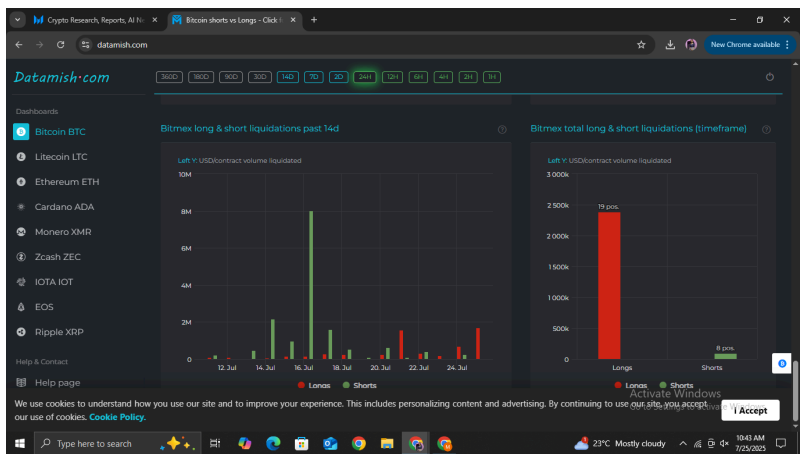 Crypto Research, Reports, AI Ne
Bitcoin shorts vs Longs - Click h
datamish.com
New Chrome available
Datamish.com
360D 180D 90D 30D 14D 7D 2D 24H 12H 6H 4H 2H 1H
Dashboards
Bitcoin BTC
Litecoin LTC
Ethereum ETH
Cardano ADA
Monero XMR
Zcash ZEC
IOTA IOT
EOS
Ripple XRP
Help & Contact
Help page
Bitmex long & short liquidations past 14d
Left Y: USD/contract volume liquidated
10M
8M
6M
4M
2M
0
12. Jul 14. Jul 16. Jul 18. Jul 20. Jul 22. Jul 24. Jul
Longs Shorts
Bitmex total long & short liquidations (timeframe)
Left Y: USD/contract volume liquidated
3 000k
2 500k
2 000k
1 500k
1 000k
500k
0
19 pos.
8 pos.
Longs Shorts
Longs Shorts
Activate Windows
We use cookies to understand how you use our site and to improve your experience. This includes personalizing content and advertising. By continuing to use our site, you accept
our use of cookies. Cookie Policy.
I Accept
Type here to search
23°C Mostly cloudy
10:43 AM
7/25/2025